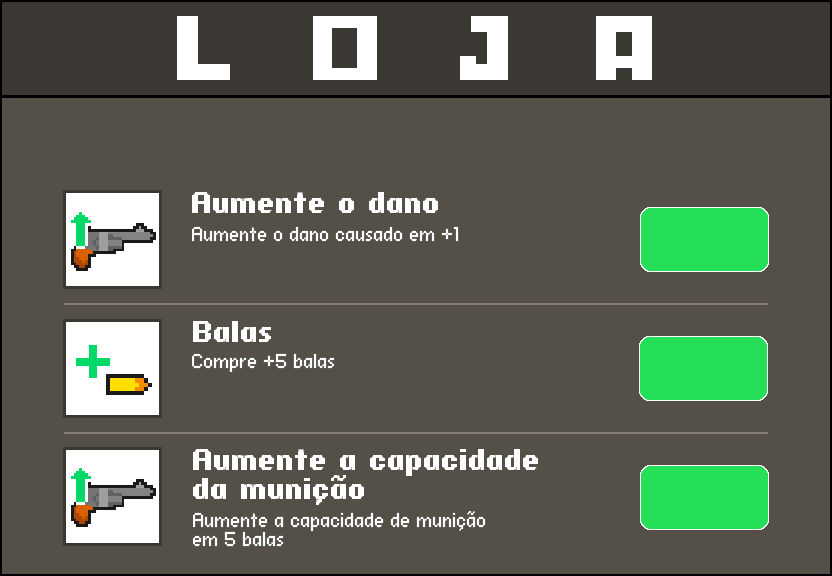 LOJA
Aumente o dano
Aumente o dano causado em +1
Balas
Compre +5 balas
Aumente a capacidade
da munição
Aumente a capacidade de munição
em 5 balas